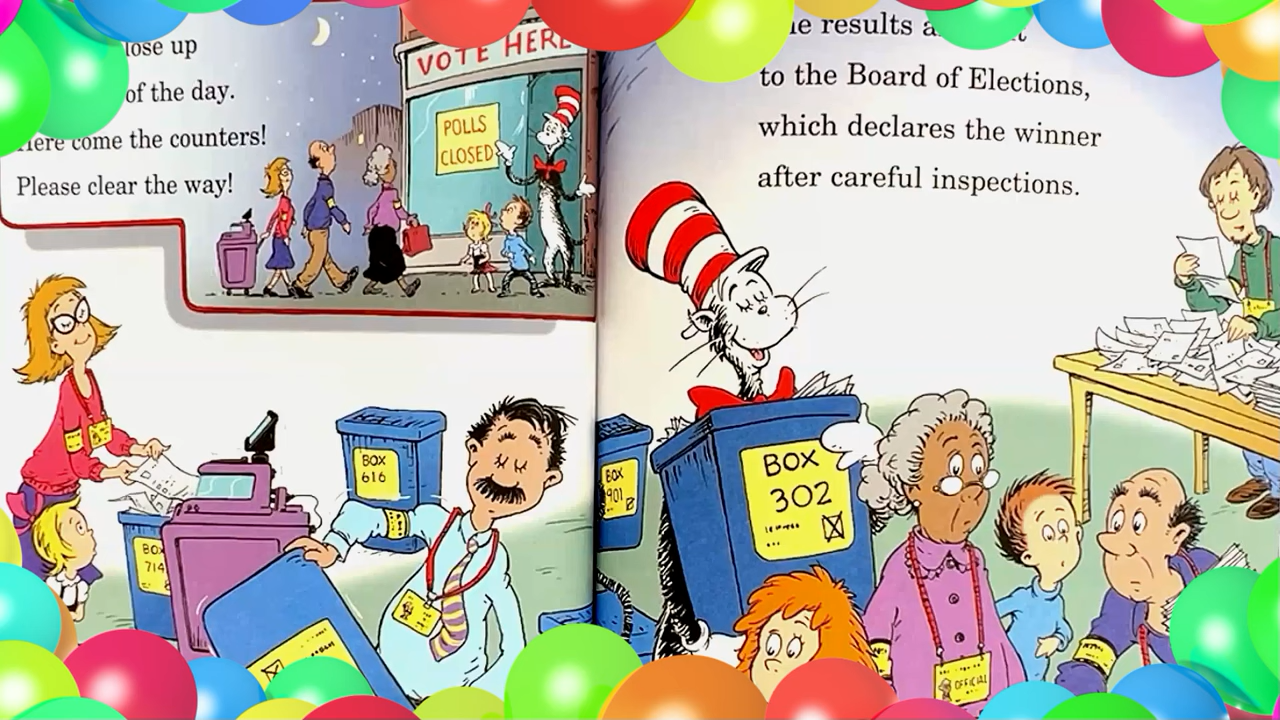 lose up
of the day.
Here come the counters!
Please clear the way!
VOTE HERE
POLLS
CLOSED
BOX
616
BOX
714
results
to the Board of Elections,
which declares the winner
after careful inspections.
BOX
901
BOX
302
OFFICIAL